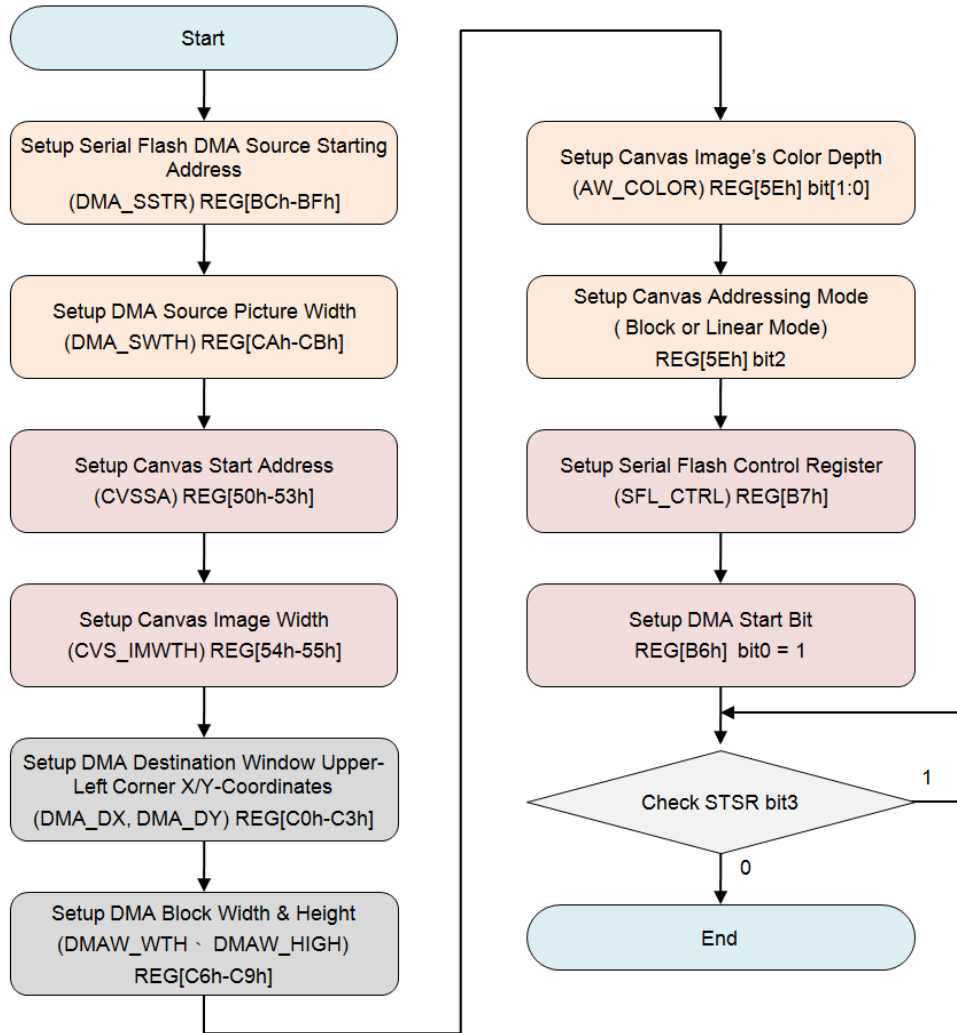 Start
Setup Serial Flash DMA Source Starting
Address
(DMA_SSTR) REG[BCh-BFh]
Setup DMA Source Picture Width
(DMA_SWTH) REG[CAh-CBh]
Setup Canvas Start Address
(CVSSA) REG[50h-53h]
Setup Canvas Image Width
(CVS_IMWTH) REG[54h-55h]
Setup DMA Destination Window Upper-
Left Corner X/Y-Coordinates
(DMA_DX, DMA_DY) REG[C0h-C3h]
Setup DMA Block Width & Height
(DMAW_WTH、 DMAW_HIGH)
REG[C6h-C9h]
Setup Canvas Image’s Color Depth
(AW_COLOR) REG[5Eh] bit[1:0]
Setup Canvas Addressing Mode
( Block or Linear Mode)
REG[5Eh] bit2
Setup Serial Flash Control Register
(SFL_CTRL) REG[B7h]
Setup DMA Start Bit
REG[B6h] bit0 = 1
Check STSR bit3
1
0
End